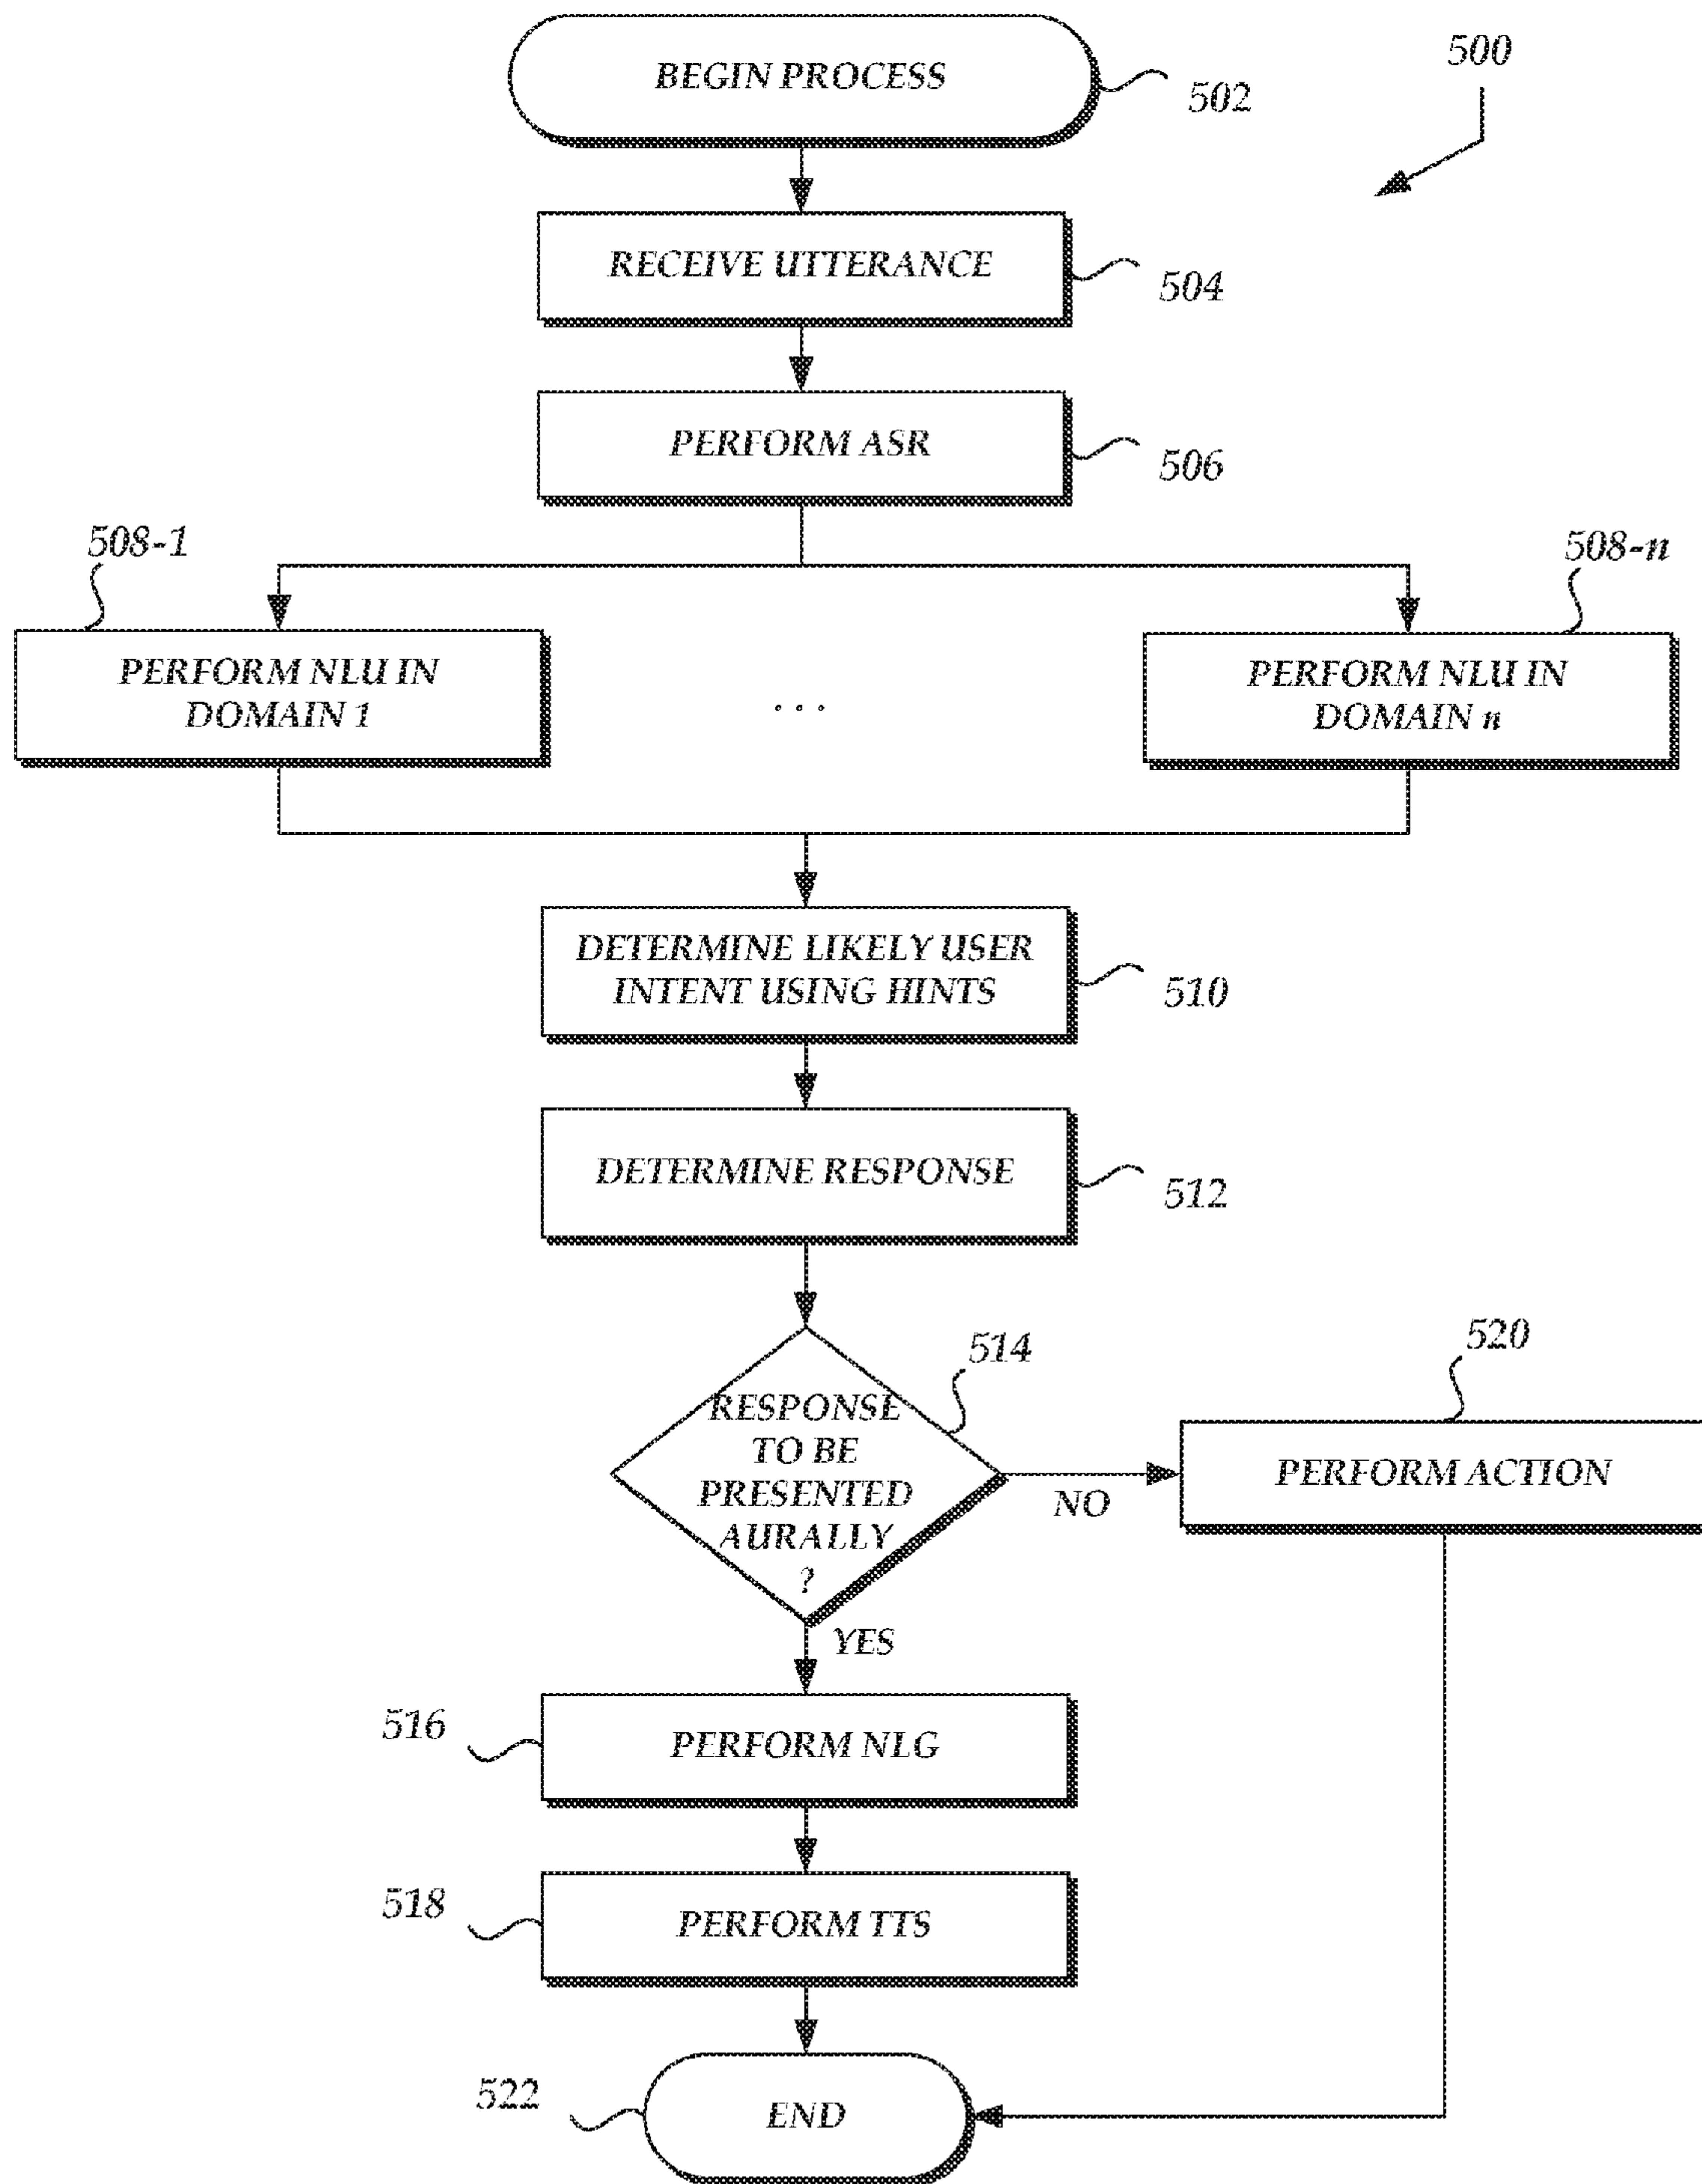 BEGIN PROCESS
502
500
RECEIVE UTTERANCE
504
PERFORM ASR
506
508-1
508-n
PERFORM NLU IN
DOMAIN 1
. . .
PERFORM NLU IN
DOMAIN n
DETERMINE LIKELY USER
INTENT USING HINTS
510
DETERMINE RESPONSE
512
514
RESPONSE
TO BE
PRESENTED
AURALLY
?
NO
520
PERFORM ACTION
YES
516
PERFORM NLG
518
PERFORM TTS
522
END